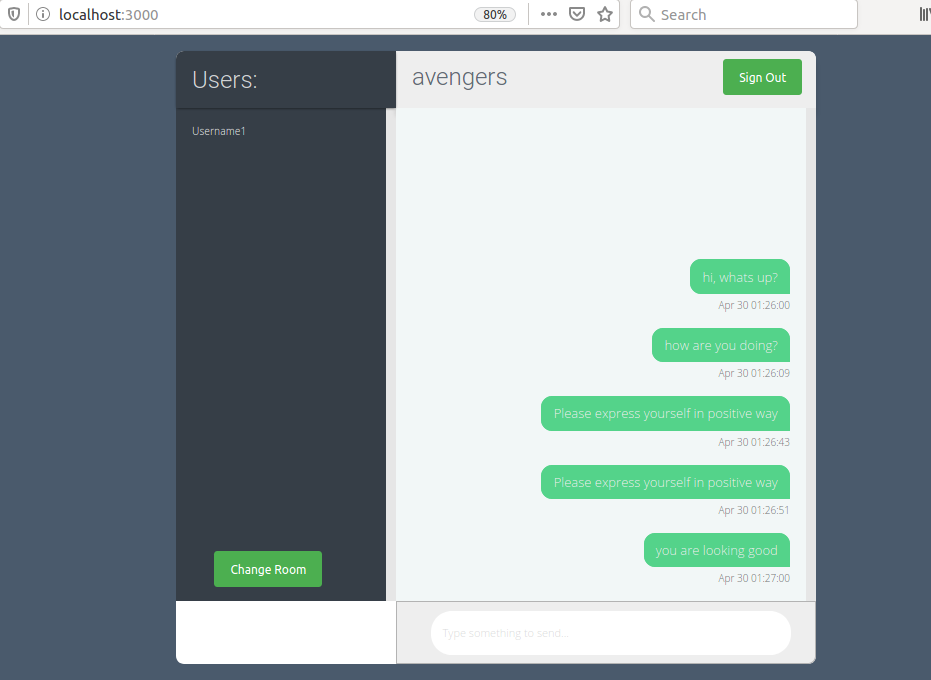 localhost:3000
80%
Search
Users:
avengers
Sign Out
Username1
hi, whats up?
Apr 30 01:26:00
how are you doing?
Apr 30 01:26:09
Please express yourself in positive way
Apr 30 01:26:43
Please express yourself in positive way
Apr 30 01:26:51
you are looking good
Apr 30 01:27:00
Change Room
Type something to send...